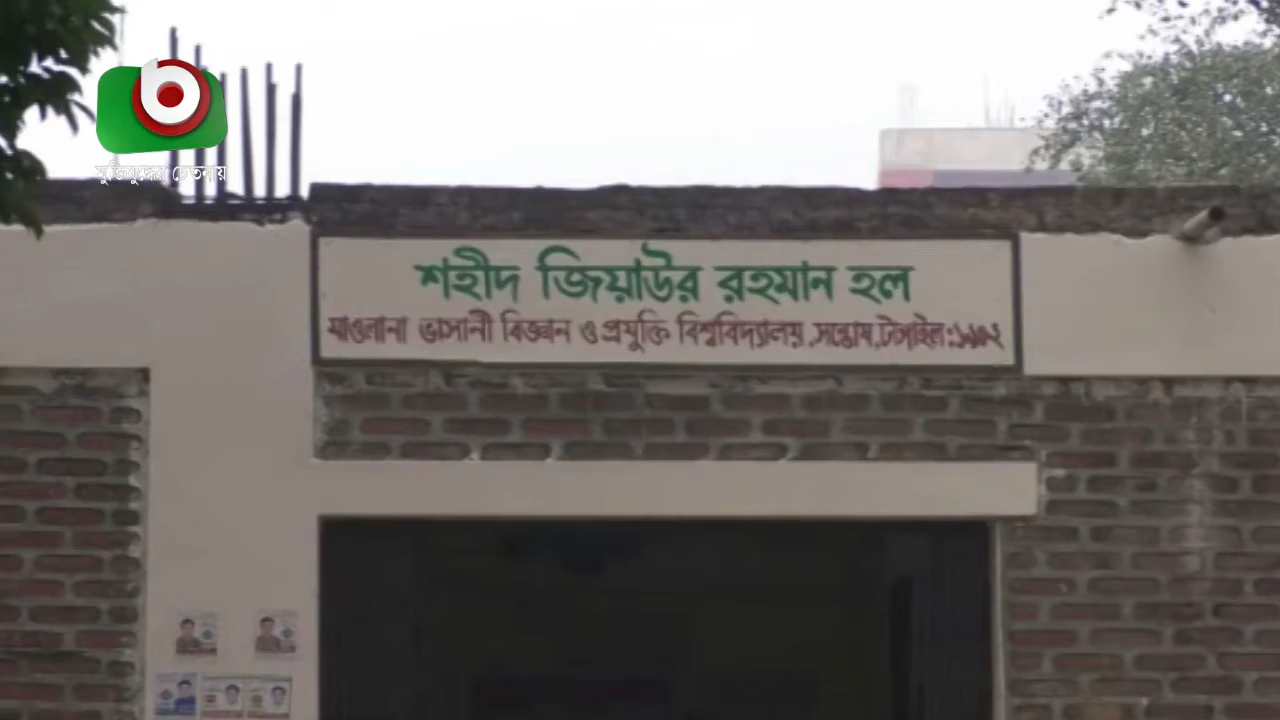 মুক্তিযুদ্ধের চেতনায়
শহীদ জিয়াউর রহমান হল
মাওলানা ভাসানী বিজ্ঞান ও প্রযুক্তি বিশ্ববিদ্যালয়,সন্তোষ,টাঙ্গাইল:১৯০২